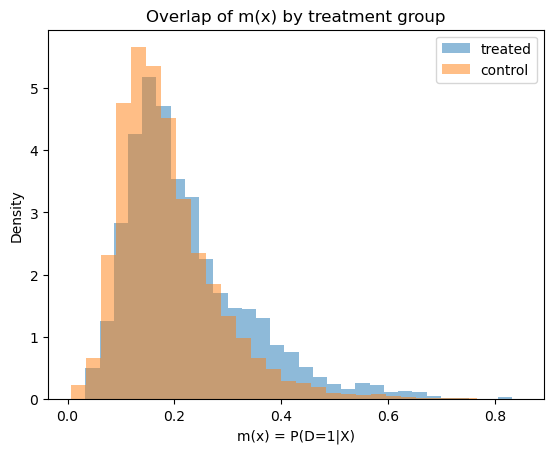 Overlap of m(x) by treatment group
treated
control
Density
5
4
3
2
1
0
0.0 0.2 0.4 0.6 0.8
m(x) = P(D=1|X)